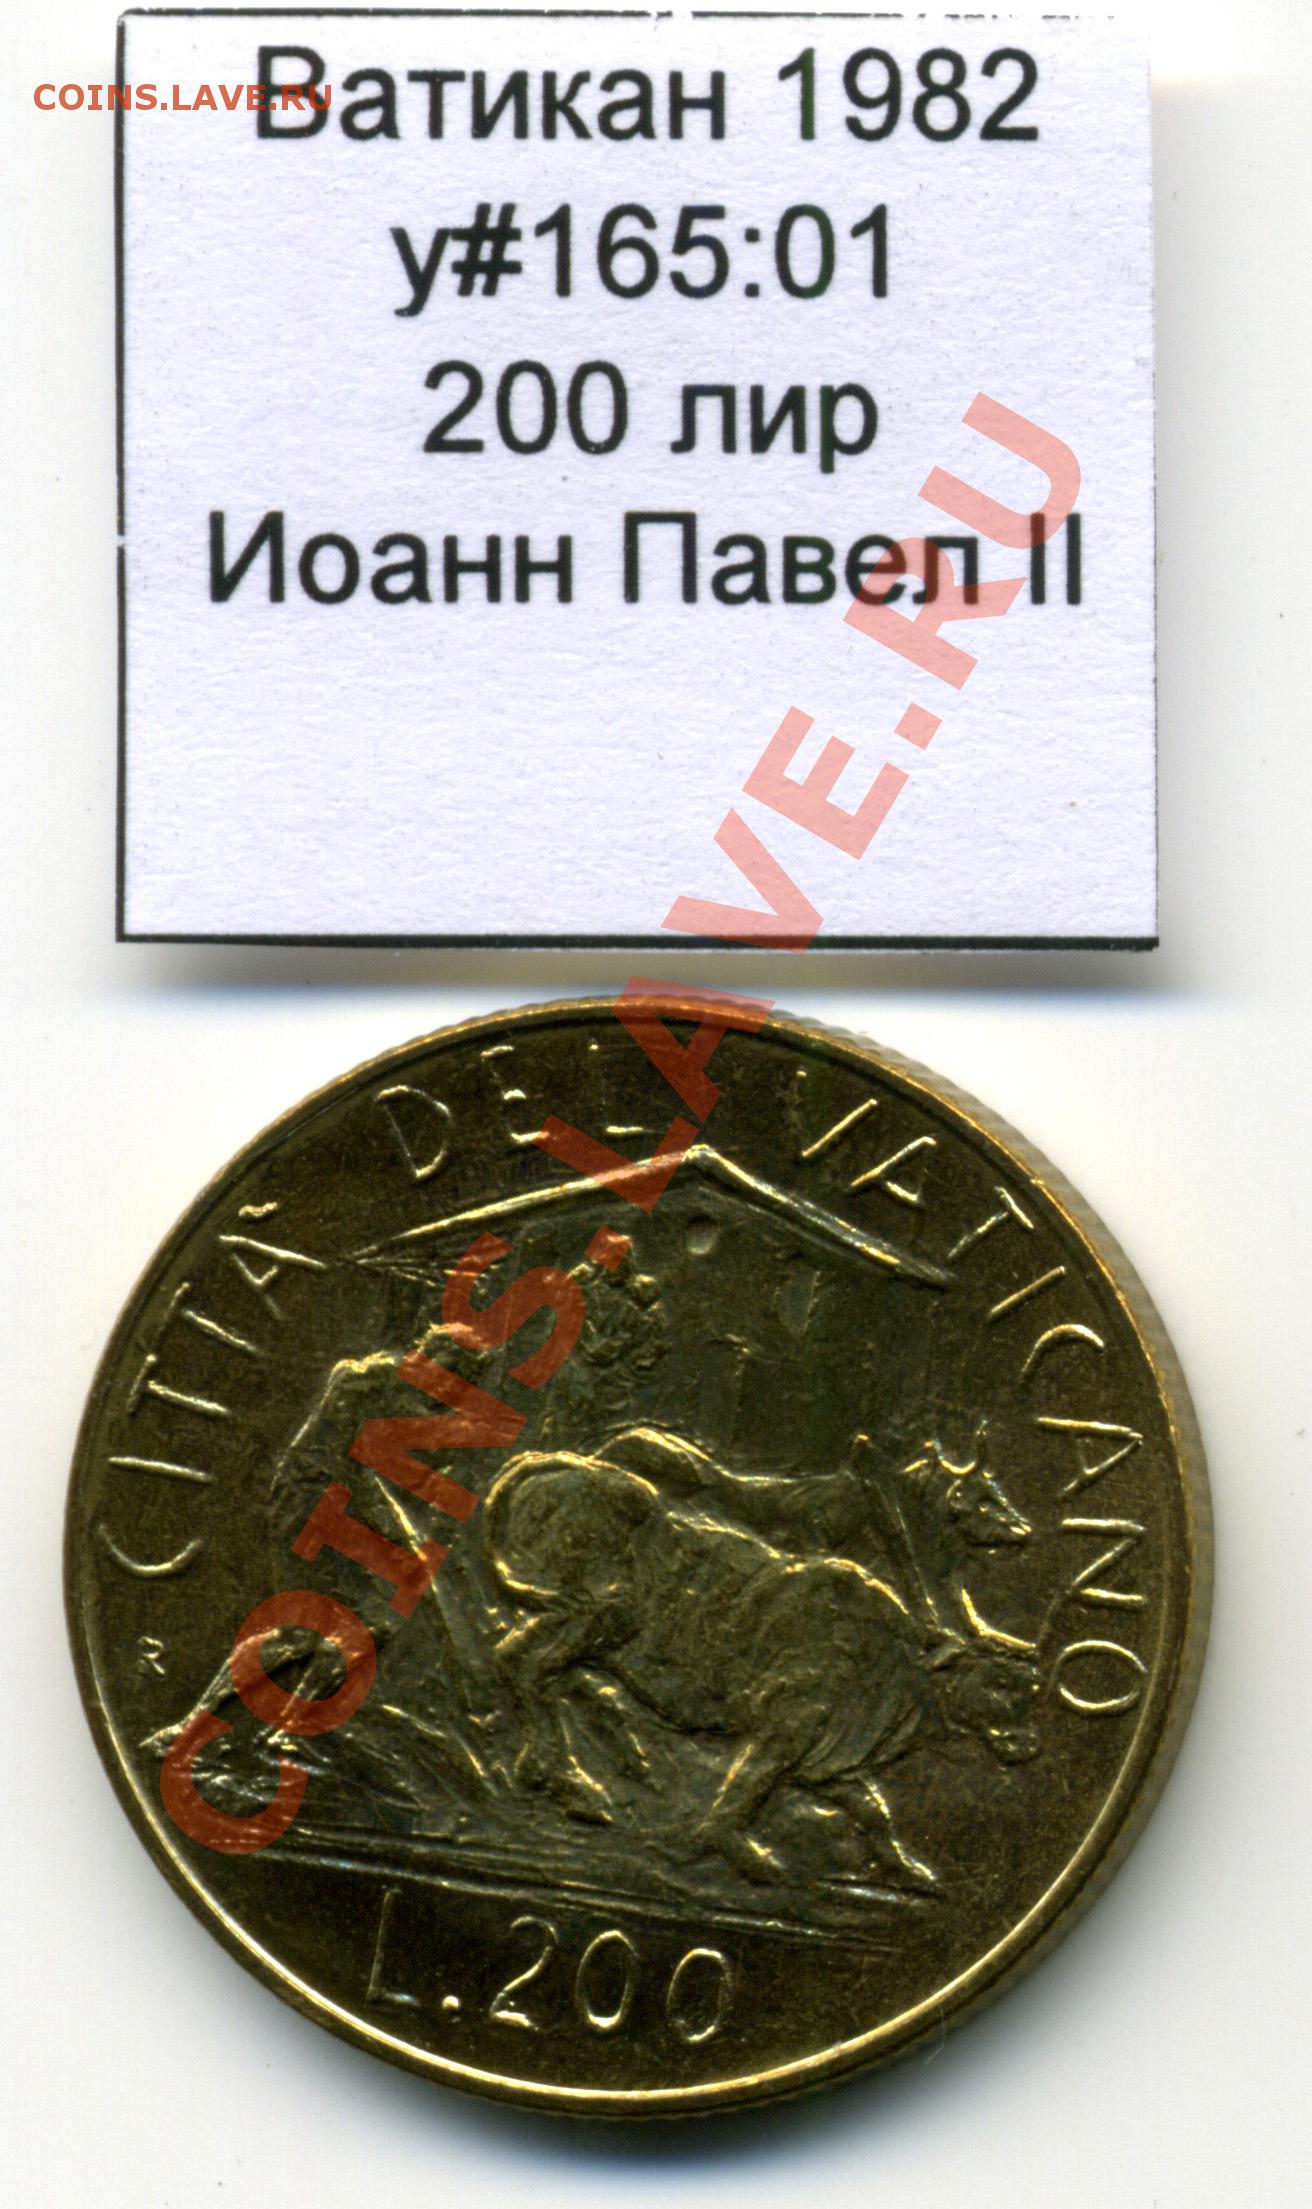 COINS.LAVE.RU
Ватикан 1982
y#165:01
200 лир
Иоанн Павел II
COINS.LAVE.RU
CITTA' DEL VATICANO
R
L.200